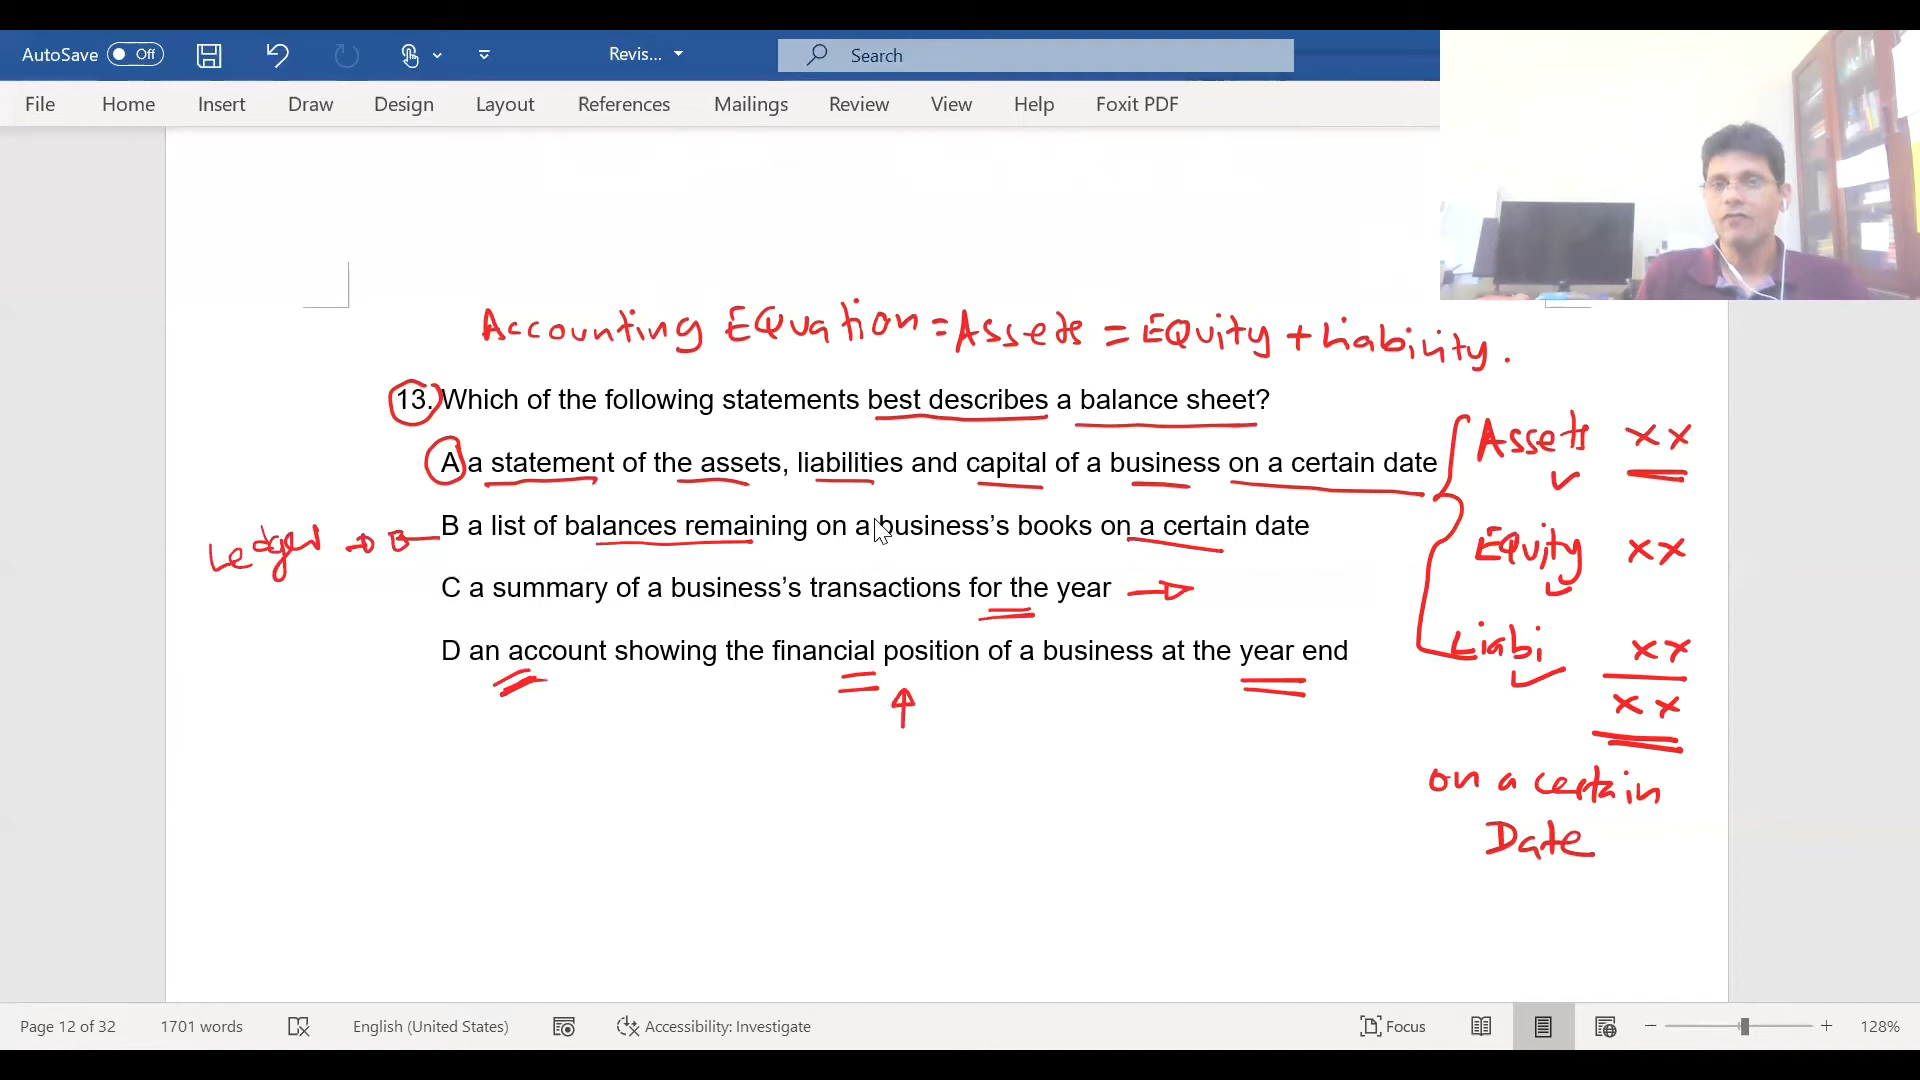 AutoSave Off Revis... Search
File Home Insert Draw Design Layout References Mailings Review View Help Foxit PDF
Accounting EQuation = Assets = EQuity + Liability.
13. Which of the following statements best describes a balance sheet?
A a statement of the assets, liabilities and capital of a business on a certain date
B a list of balances remaining on a business’s books on a certain date
C a summary of a business’s transactions for the year
D an account showing the financial position of a business at the year end
Assets xx
EQuity xx
Liabi xx
xx
on a certain
Date
Page 12 of 32 1701 words English (United States) Accessibility: Investigate Focus 128%